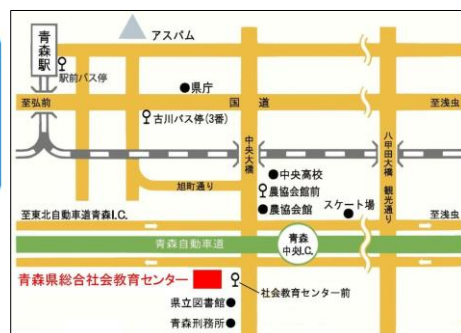 アスパム
青森駅
駅前バス停
県庁
至弘前
国道
至浅虫
古川バス停(3番)
中央大橋
八甲田大橋 観光通り
中央高校
旭町通り
農協会館前
スケート場
農協会館
至東北自動車道青森I.C.
至浅虫
青森自動車道
青森
中央I.C.
青森県総合社会教育センター
社会教育センター前
県立図書館
青森刑務所